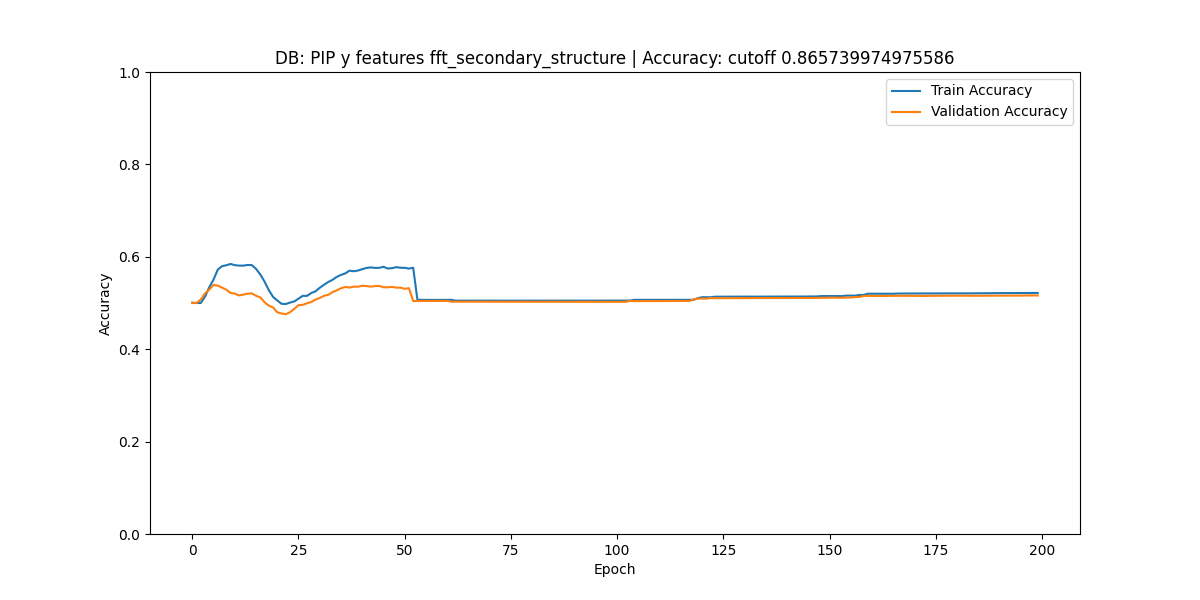 DB: PIP y features fft_secondary_structure | Accuracy: cutoff 0.865739974975586
Train Accuracy
Validation Accuracy
1.0
0.8
0.6
0.4
0.2
0.0
Accuracy
0 25 50 75 100 125 150 175 200
Epoch